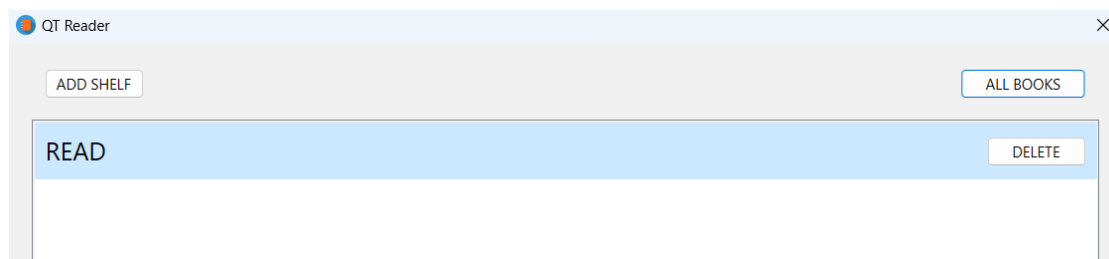 QT Reader
ADD SHELF ALL BOOKS
READ DELETE